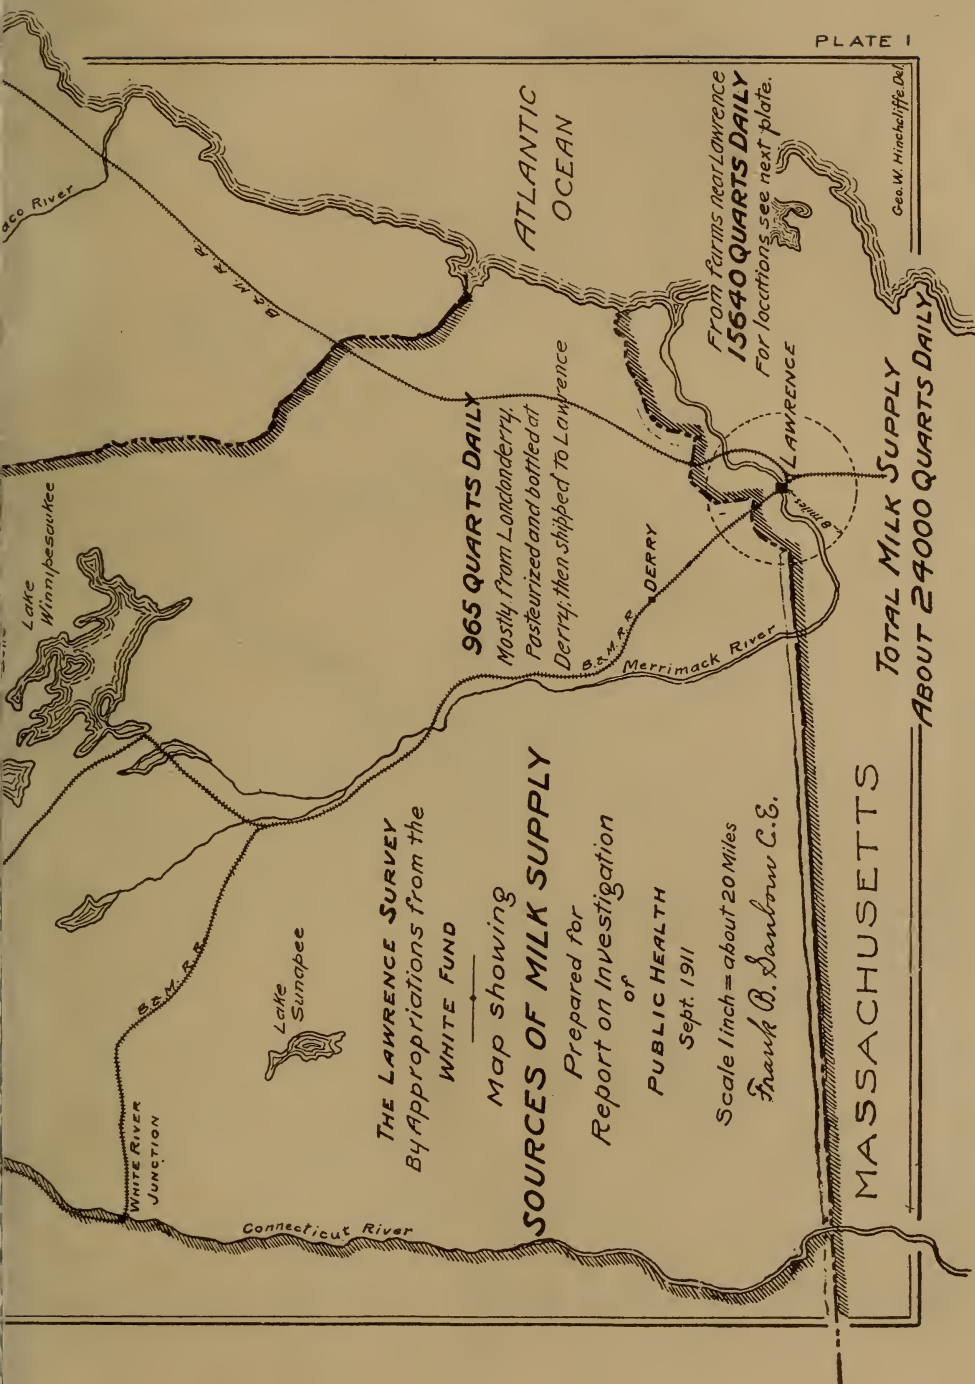 PLATE 1
aco River
B. & M. R. R.
ATLANTIC
OCEAN
Lake
Winnipesaukee
965 QUARTS DAILY
Mostly from Londonderry.
Pasteurized and bottled at
Derry; then shipped to Lawrence
From farms near Lawrence
15640 QUARTS DAILY
For locations see next plate.
LAWRENCE
8 miles
DERRY
B. & M. R. R.
Merrimack River
B. & M. R. R.
Lake
Sunapee
WHITE RIVER
JUNCTION
Connecticut River
THE LAWRENCE SURVEY
By Appropriations from the
WHITE FUND
Map showing
SOURCES OF MILK SUPPLY
Prepared for
Report on Investigation
of
PUBLIC HEALTH
Sept. 1911
Scale 1 inch = about 20 Miles
Frank B. Sanborn C.E.
MASSACHUSETTS
TOTAL MILK SUPPLY
ABOUT 24000 QUARTS DAILY
Geo. W. Hinchcliffe Del.